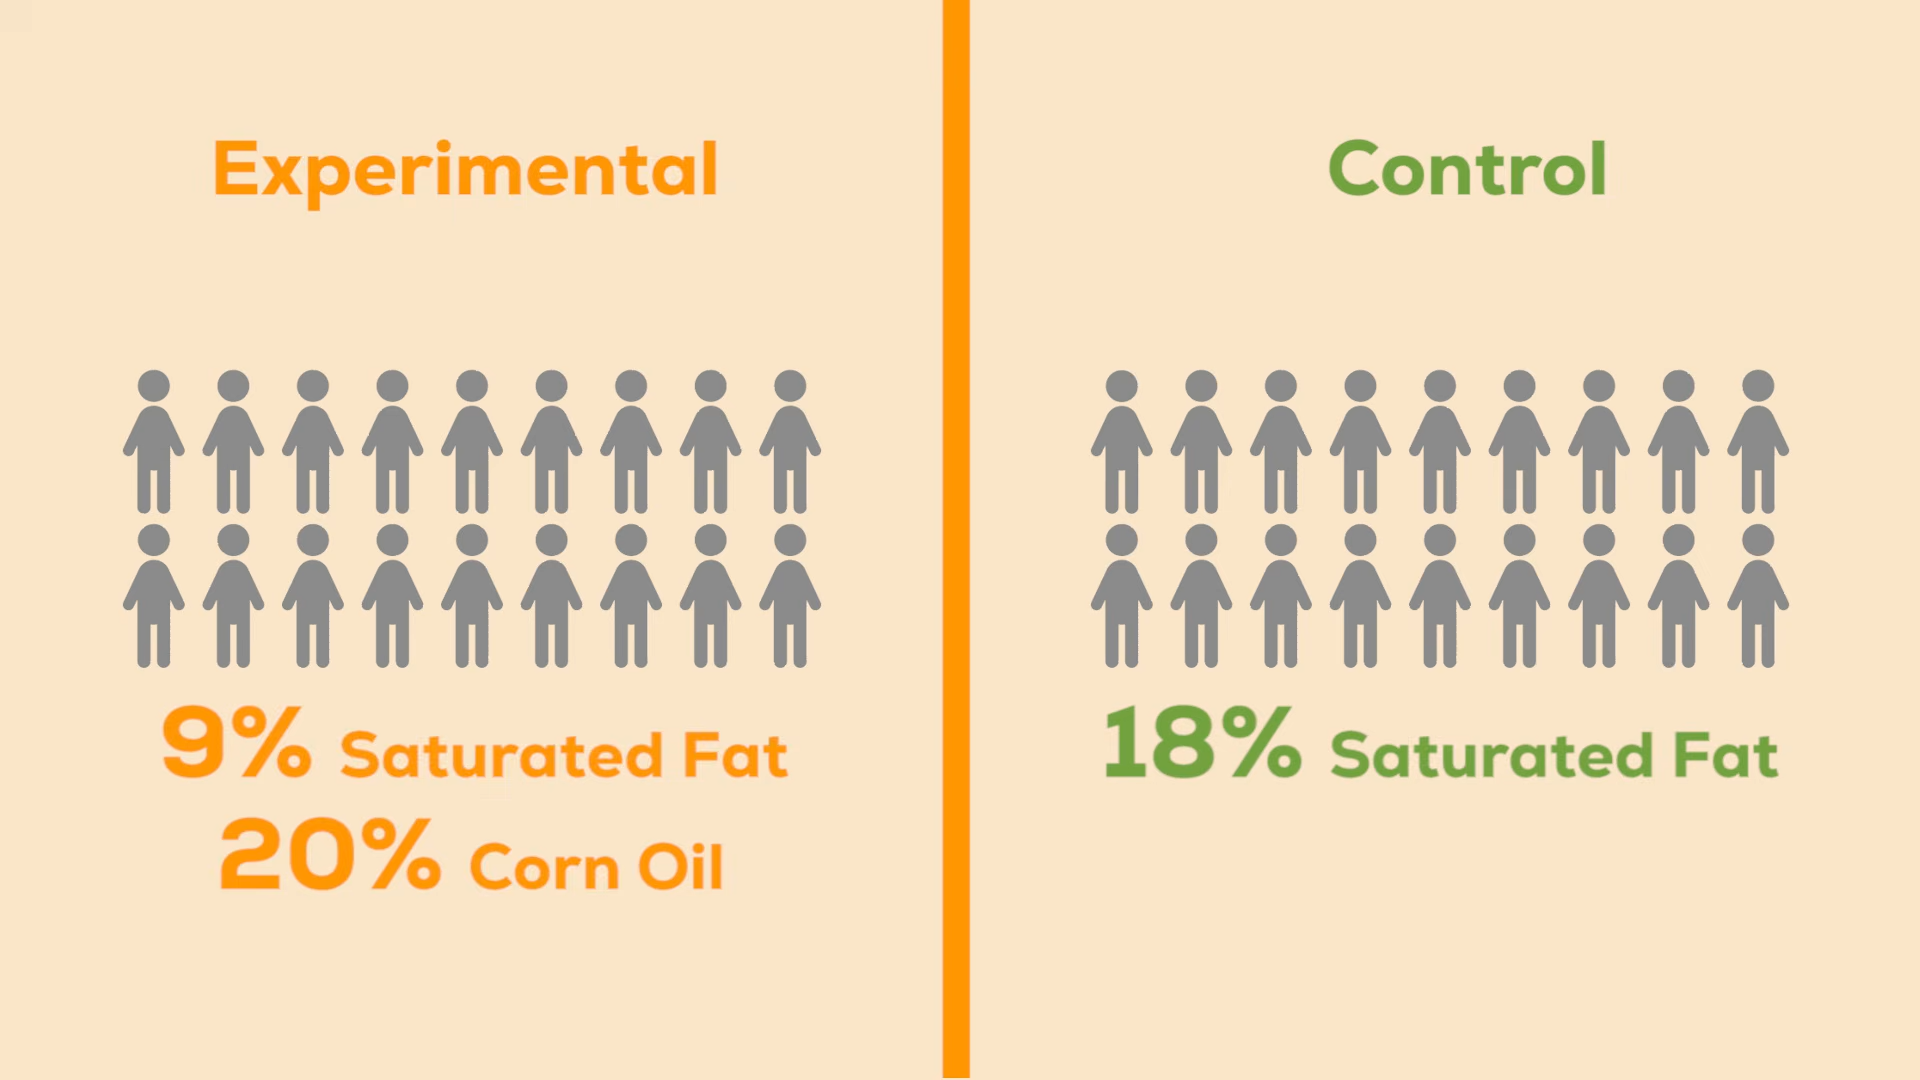 Experimental
9% Saturated Fat
20% Corn Oil
Control
18% Saturated Fat